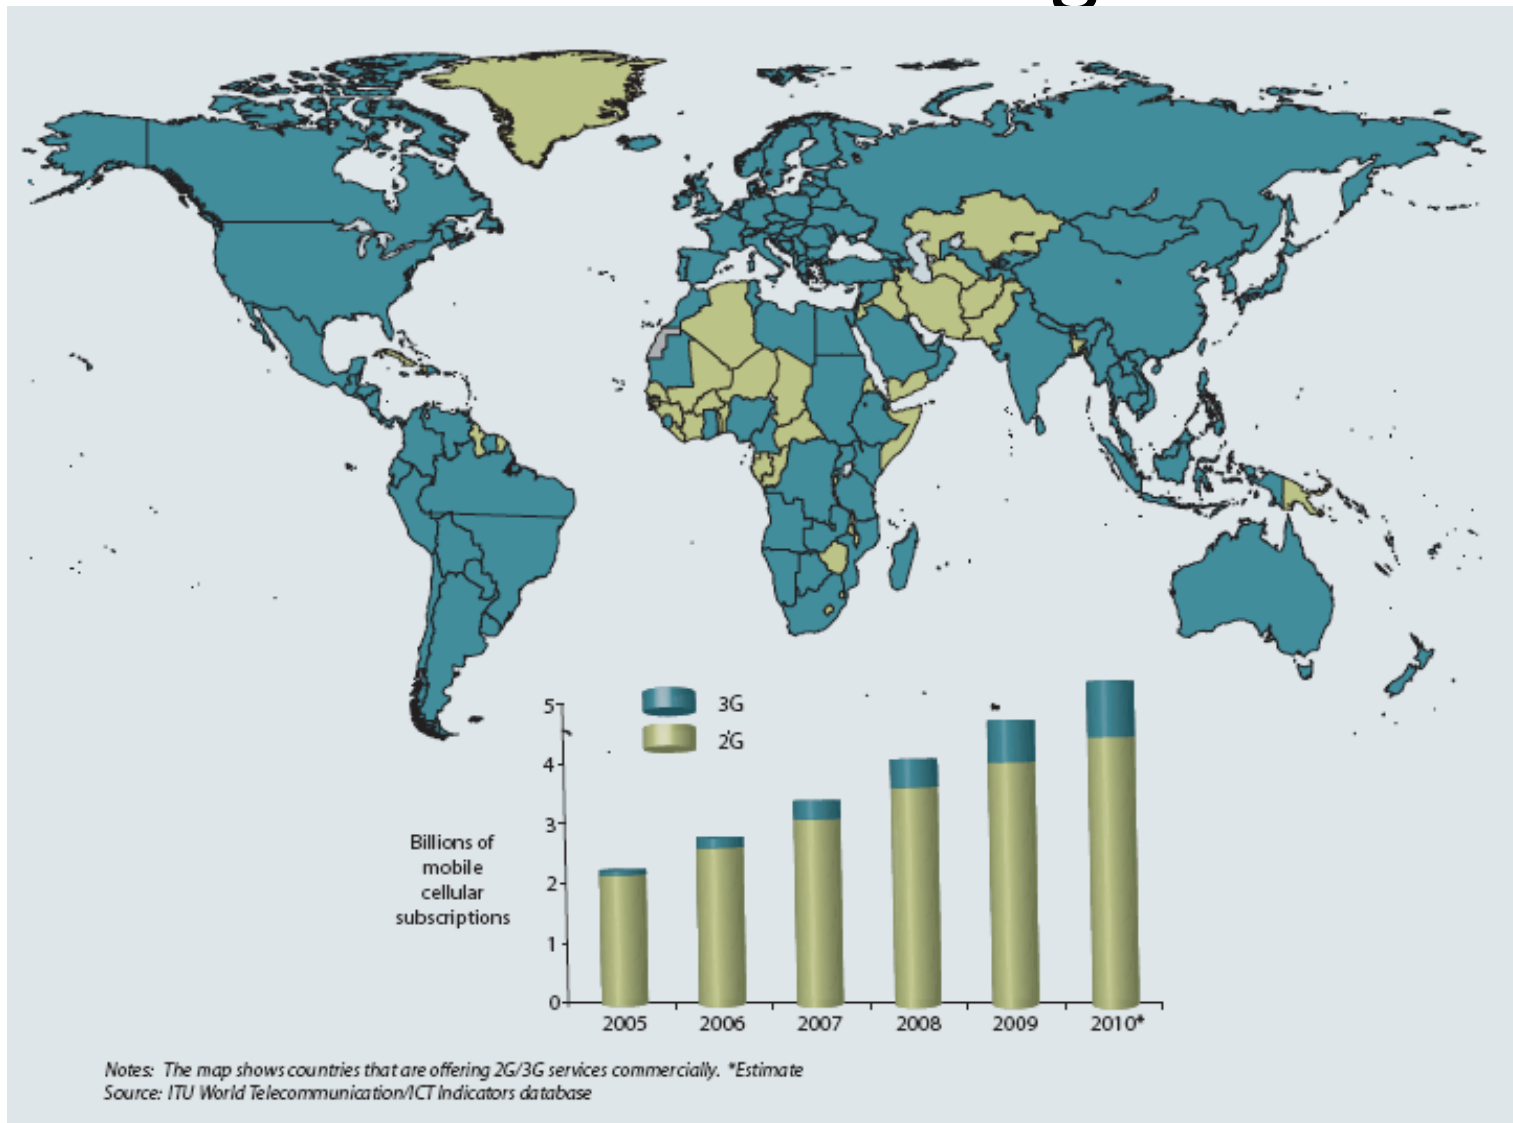 3G
2G
5
4
3
2
1
0
Billions of
mobile
cellular
subscriptions
2005 2006 2007 2008 2009 2010*
Notes: The map shows countries that are offering 2G/3G services commercially. *Estimate
Source: ITU World Telecommunication/ICT Indicators database